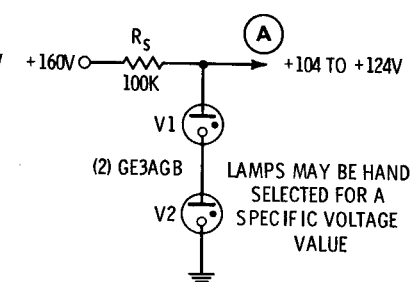 V
+160V
RS
100K
A
+104 TO +124V
V1
(2) GE3AGB
V2
LAMPS MAY BE HAND
SELECTED FOR A
SPECIFIC VOLTAGE
VALUE